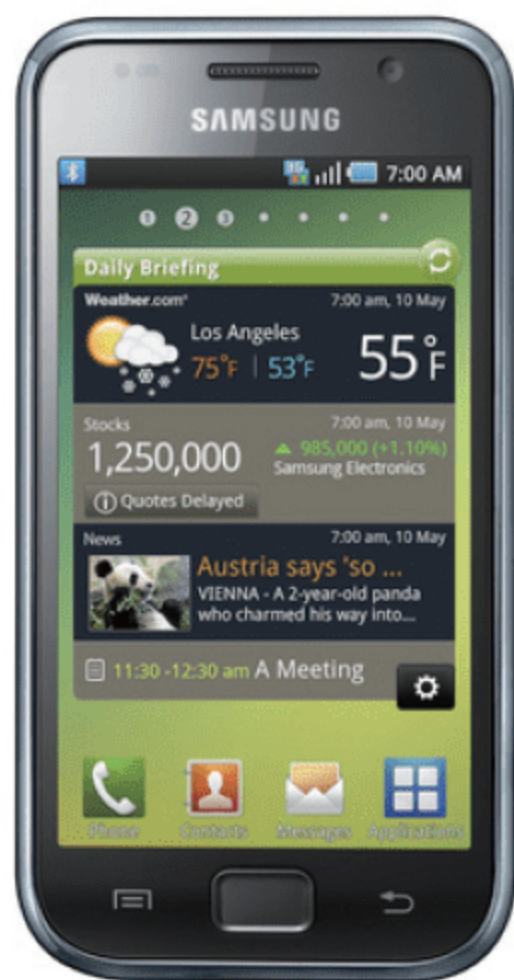 SAMSUNG
3G 7:00 AM
1 2 3
Daily Briefing
Weather.com® 7:00 am, 10 May
Los Angeles
75°F | 53°F 55°F
Stocks 7:00 am, 10 May
1,250,000 ▲ 985,000 (+1.10%)
Samsung Electronics
Quotes Delayed
News 7:00 am, 10 May
Austria says 'so ...
VIENNA - A 2-year-old panda
who charmed his way into...
11:30 -12:30 am A Meeting
Phone Contacts Messages Applications